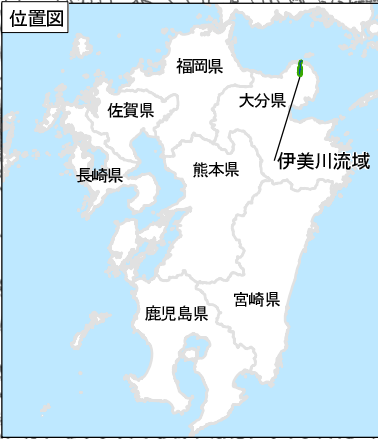 位置図
福岡県
大分県
佐賀県
伊美川流域
熊本県
長崎県
宮崎県
鹿児島県